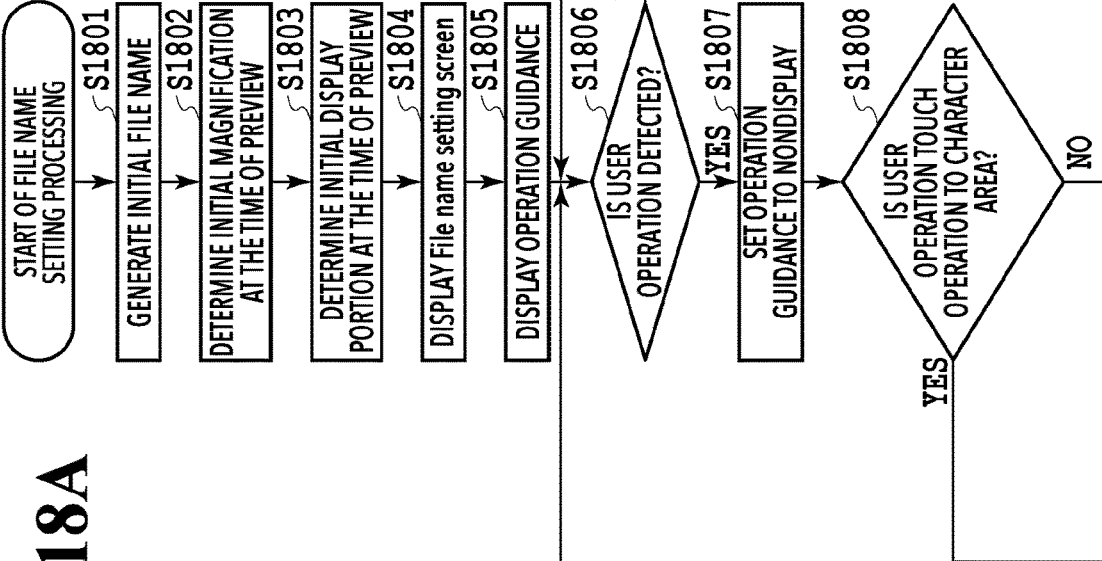 18A
START OF FILE NAME
SETTING PROCESSING
S1801
GENERATE INITIAL FILE NAME
S1802
DETERMINE INITIAL MAGNIFICATION
AT THE TIME OF PREVIEW
S1803
DETERMINE INITIAL DISPLAY
PORTION AT THE TIME OF PREVIEW
S1804
DISPLAY File name setting screen
S1805
DISPLAY OPERATION GUIDANCE
S1806
IS USER
OPERATION DETECTED?
YES
S1807
SET OPERATION
GUIDANCE TO NONDISPLAY
S1808
IS USER
OPERATION TOUCH
OPERATION TO CHARACTER
AREA?
YES
NO